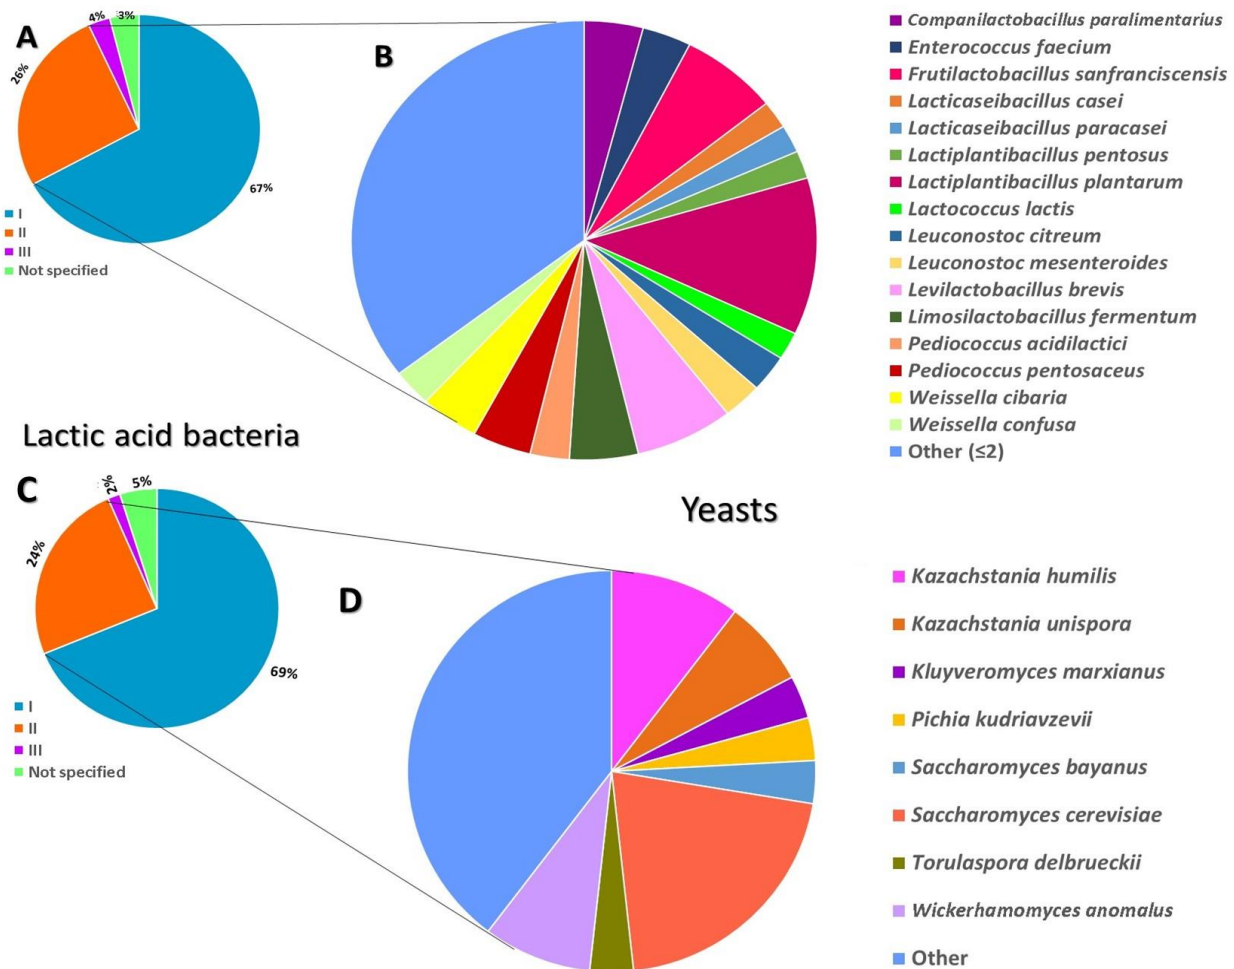 A
4%
3%
26%
67%
I
II
III
Not specified
B
Companilactobacillus paralimentarius
Enterococcus faecium
Frutilactobacillus sanfranciscensis
Lacticaseibacillus casei
Lacticaseibacillus paracasei
Lactiplantibacillus pentosus
Lactiplantibacillus plantarum
Lactococcus lactis
Leuconostoc citreum
Leuconostoc mesenteroides
Levilactobacillus brevis
Limosilactobacillus fermentum
Pediococcus acidilactici
Pediococcus pentosaceus
Weissella cibaria
Weissella confusa
Other (≤2)
Lactic acid bacteria
C
2%
5%
24%
69%
I
II
III
Not specified
Yeasts
D
Kazachstania humilis
Kazachstania unispora
Kluyveromyces marxianus
Pichia kudriavzevii
Saccharomyces bayanus
Saccharomyces cerevisiae
Torulaspora delbrueckii
Wickerhamomyces anomalus
Other